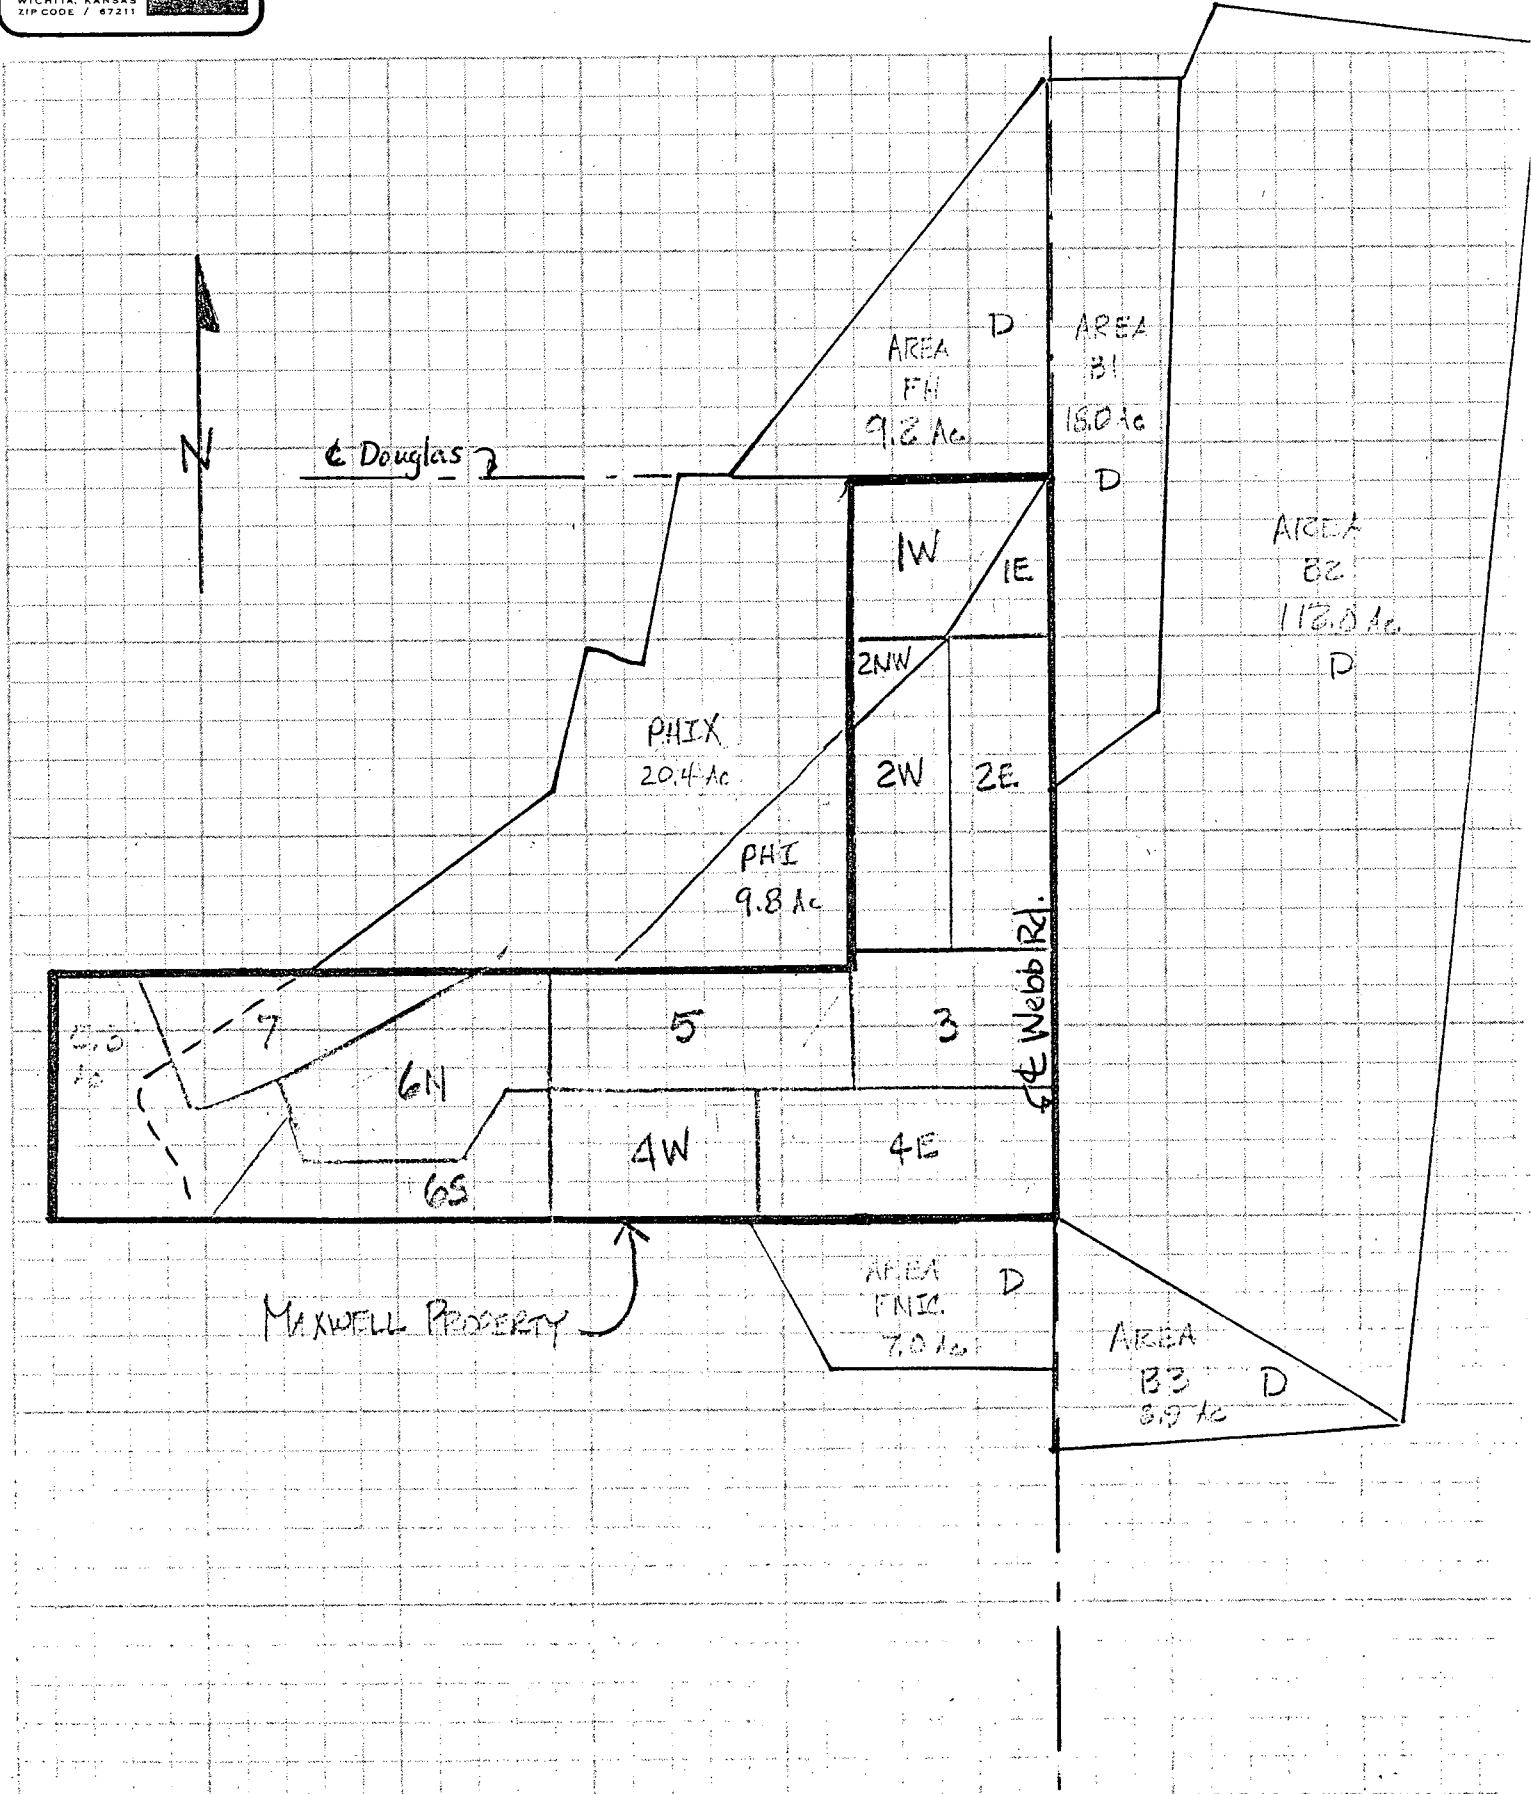 WICHITA, KANSAS
ZIP CODE / 67211
N
℄ Douglas
AREA
FH
9.2 Ac
D
AREA
B1
18.0 Ac
D
AREA
B2
D
1W
1E
2NW
2W
2E
PHIX
20.4 Ac
PHI
9.8 Ac
℄ Webb Rd.
7
6N
5
3
6S
4W
4E
MAXWELL PROPERTY
AREA
FNIC
7.0 Ac
D
AREA
B3
D